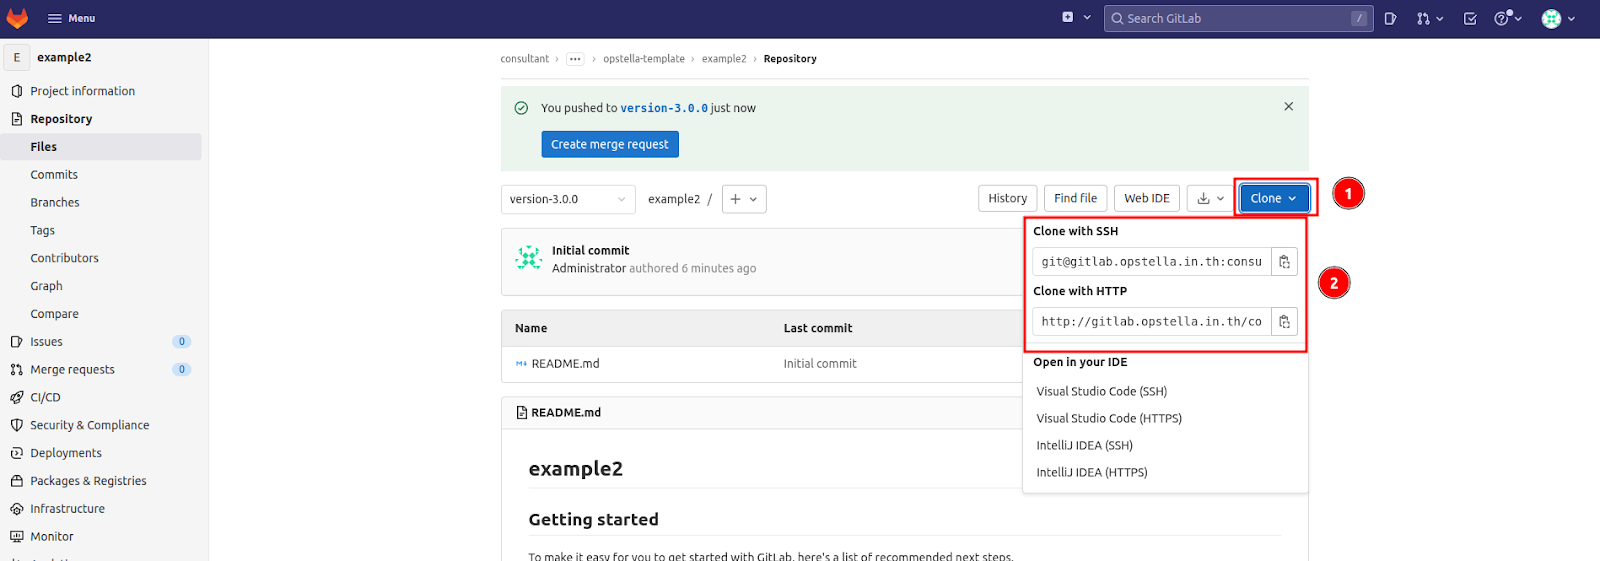 Menu
Search GitLab /
E example2
Project information
Repository
Files
Commits
Branches
Tags
Contributors
Graph
Compare
Issues 0
Merge requests 0
CI/CD
Security & Compliance
Deployments
Packages & Registries
Infrastructure
Monitor
consultant › ••• › opstella-template › example2 › Repository
You pushed to version-3.0.0 just now
Create merge request
version-3.0.0 example2 / +
History Find file Web IDE Clone 1
Initial commit
Administrator authored 6 minutes ago
Name Last commit
README.md Initial commit
README.md
example2
Getting started
To make it easy for you to get started with GitLab, here's a list of recommended next steps.
Clone with SSH
git@gitlab.opstella.in.th:consu
2
Clone with HTTP
http://gitlab.opstella.in.th/co
Open in your IDE
Visual Studio Code (SSH)
Visual Studio Code (HTTPS)
IntelliJ IDEA (SSH)
IntelliJ IDEA (HTTPS)